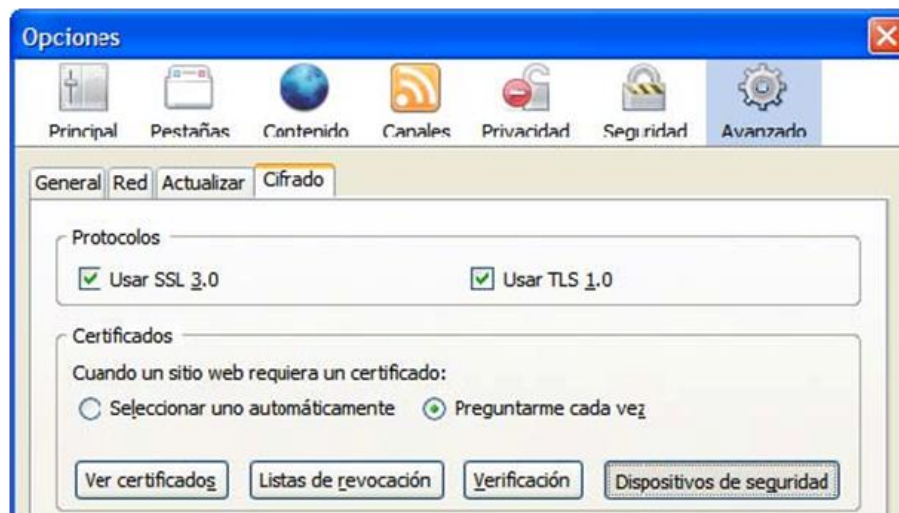 Opciones
Principal Pestañas Contenido Canales Privacidad Seguridad Avanzado
General Red Actualizar Cifrado
Protocolos
Usar SSL 3.0 Usar TLS 1.0
Certificados
Cuando un sitio web requiera un certificado:
Seleccionar uno automáticamente Preguntarme cada vez
Ver certificados Listas de revocación Verificación Dispositivos de seguridad